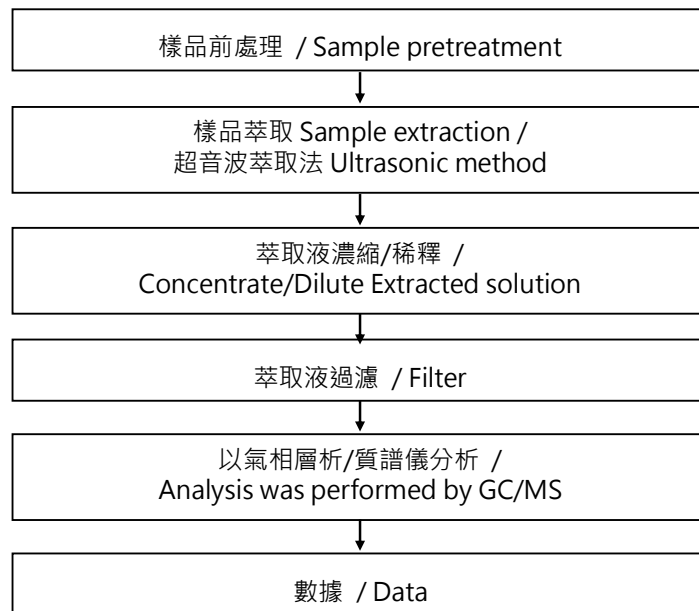 樣品前處理 / Sample pretreatment
樣品萃取 Sample extraction /
超音波萃取法 Ultrasonic method
萃取液濃縮/稀釋 /
Concentrate/Dilute Extracted solution
萃取液過濾 / Filter
以氣相層析/質譜儀分析 /
Analysis was performed by GC/MS
數據 / Data